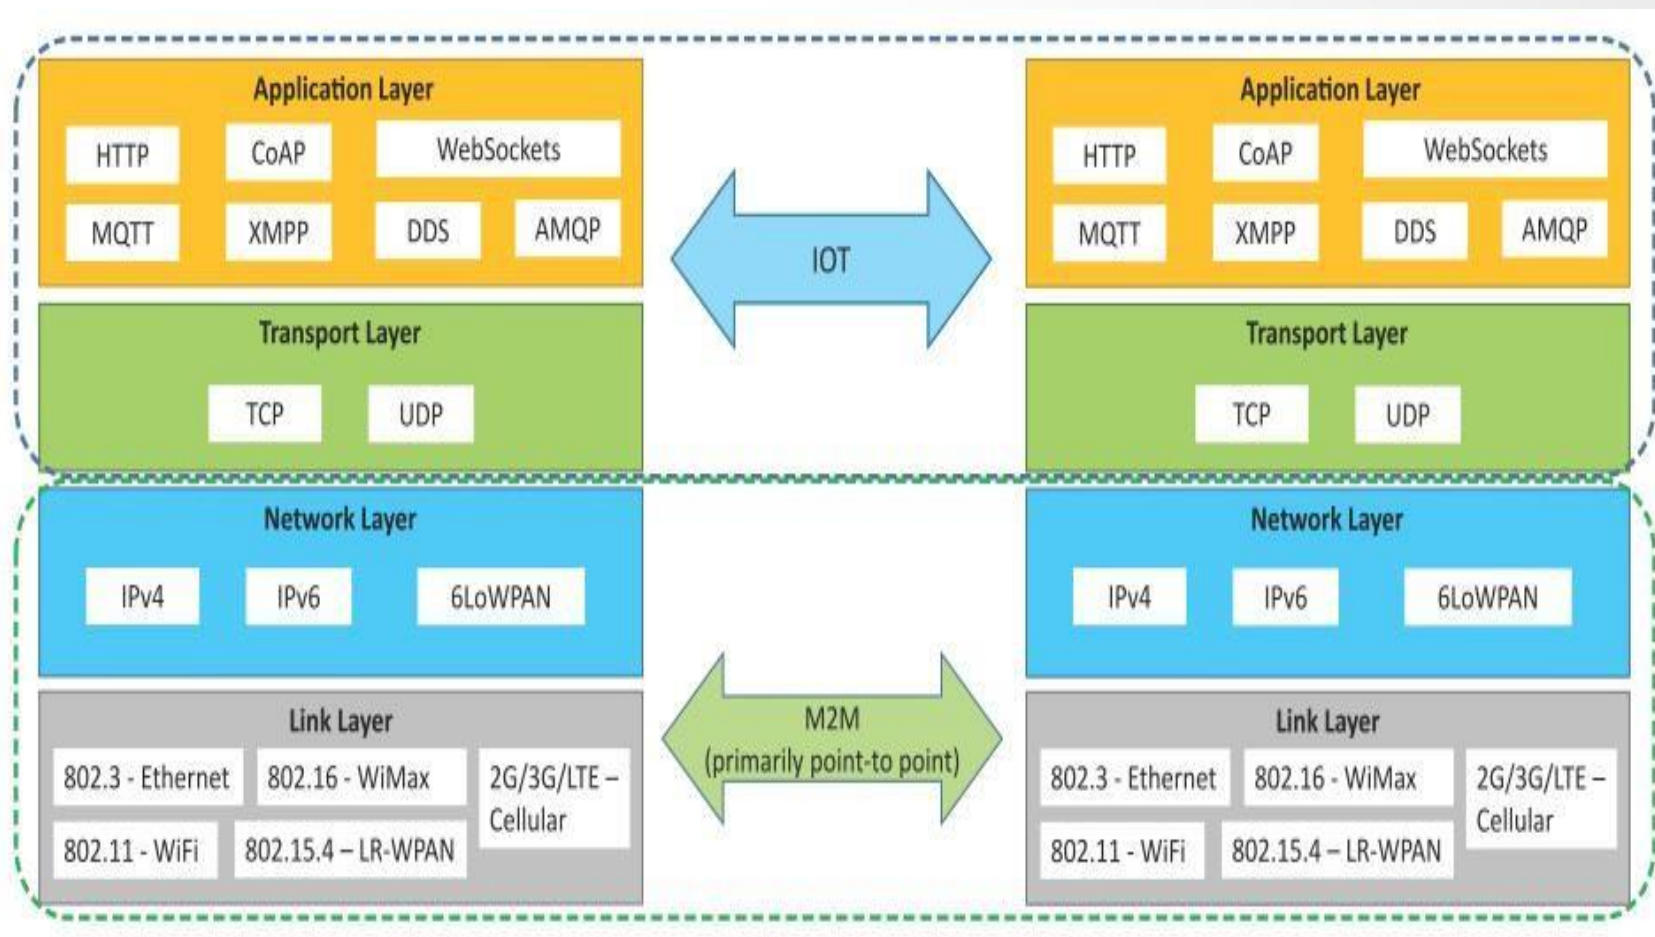 Application Layer
HTTP
CoAP
WebSockets
MQTT
XMPP
DDS
AMQP
Transport Layer
TCP
UDP
Network Layer
IPv4
IPv6
6LoWPAN
Link Layer
802.3 - Ethernet
802.16 - WiMax
2G/3G/LTE –
Cellular
802.11 - WiFi
802.15.4 – LR-WPAN
IOT
M2M
(primarily point-to point)
Application Layer
HTTP
CoAP
WebSockets
MQTT
XMPP
DDS
AMQP
Transport Layer
TCP
UDP
Network Layer
IPv4
IPv6
6LoWPAN
Link Layer
802.3 - Ethernet
802.16 - WiMax
2G/3G/LTE –
Cellular
802.11 - WiFi
802.15.4 – LR-WPAN